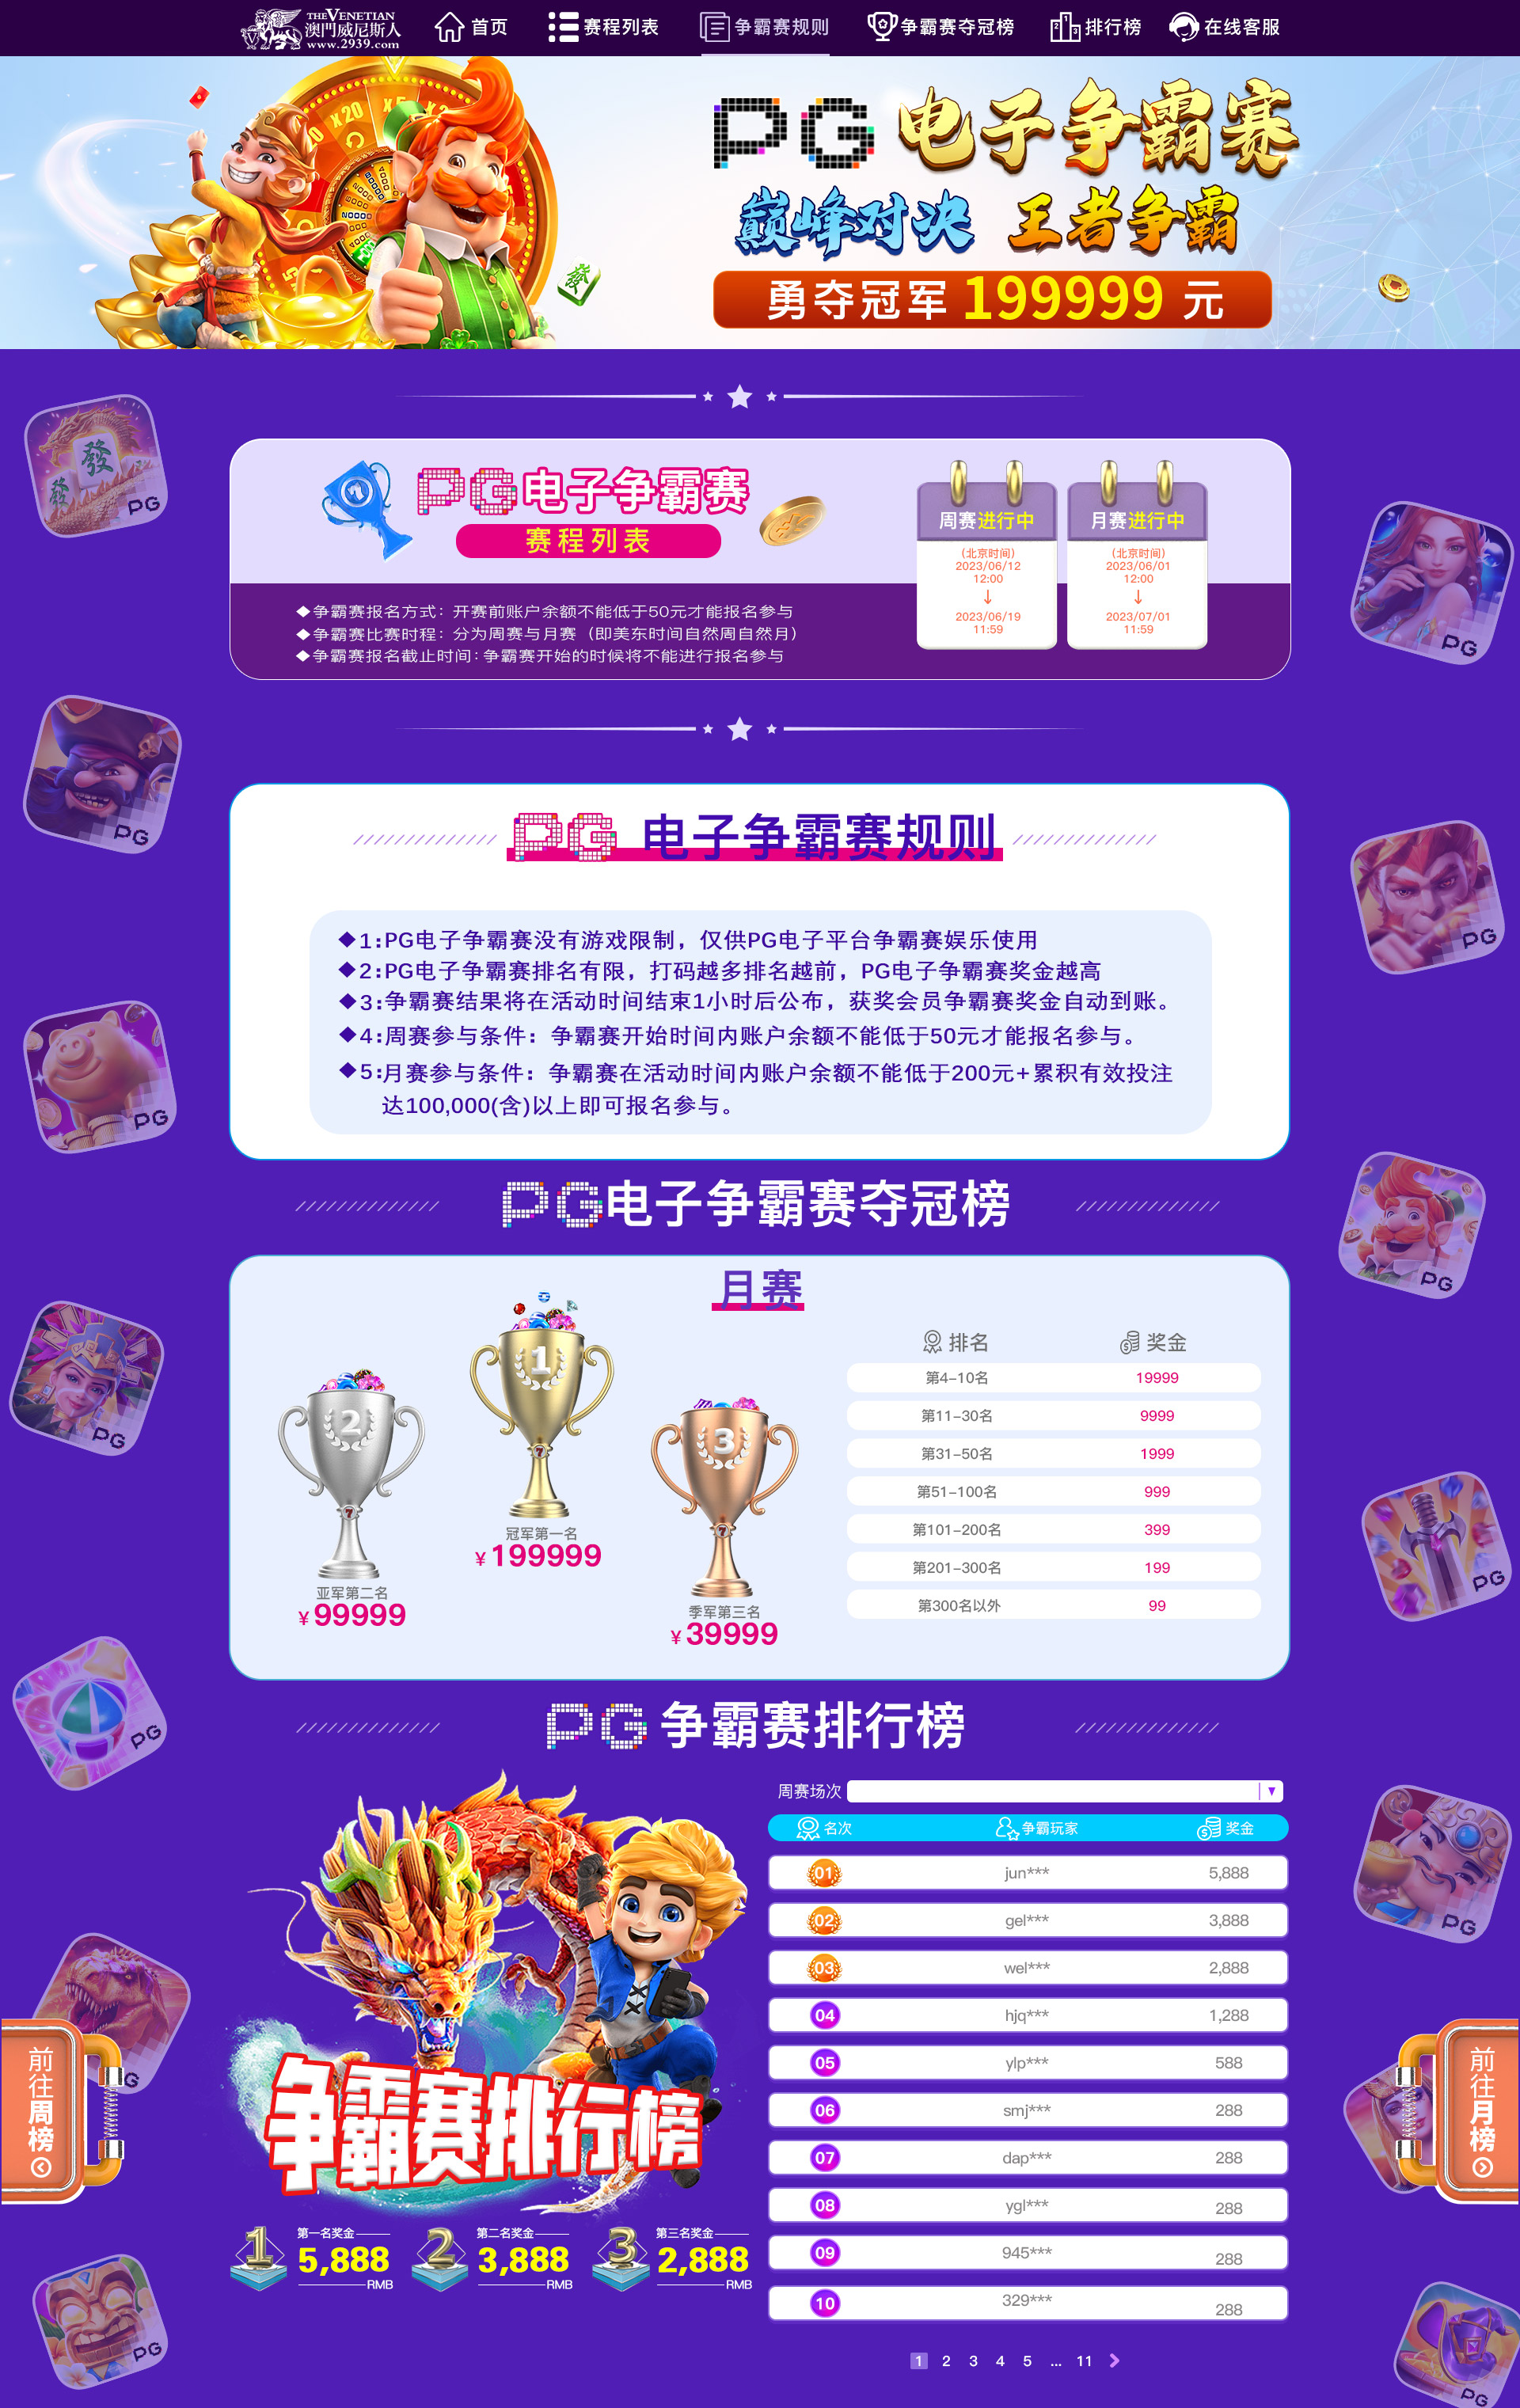 THE VENETIAN
澳門威尼斯人
www.2939.com
首页
赛程列表
争霸赛规则
争霸赛夺冠榜
排行榜
在线客服
PG 电子争霸赛
巅峰对决 王者争霸
勇夺冠军 199999 元
PG电子争霸赛
赛程列表
周赛进行中
(北京时间)
2023/06/12
12:00
↓
2023/06/19
11:59
月赛进行中
(北京时间)
2023/06/01
12:00
↓
2023/07/01
11:59
◆争霸赛报名方式：开赛前账户余额不能低于50元才能报名参与
◆争霸赛比赛时程：分为周赛与月赛（即美东时间自然周自然月）
◆争霸赛报名截止时间：争霸赛开始的时候将不能进行报名参与
PG 电子争霸赛规则
◆1:PG电子争霸赛没有游戏限制，仅供PG电子平台争霸赛娱乐使用
◆2:PG电子争霸赛排名有限，打码越多排名越前，PG电子争霸赛奖金越高
◆3:争霸赛结果将在活动时间结束1小时后公布，获奖会员争霸赛奖金自动到账。
◆4:周赛参与条件：争霸赛开始时间内账户余额不能低于50元才能报名参与。
◆5:月赛参与条件：争霸赛在活动时间内账户余额不能低于200元+累积有效投注
达100,000(含)以上即可报名参与。
PG电子争霸赛夺冠榜
月赛
1
冠军第一名
¥199999
2
亚军第二名
¥99999
3
季军第三名
¥39999
排名 奖金
第4-10名 19999
第11-30名 9999
第31-50名 1999
第51-100名 999
第101-200名 399
第201-300名 199
第300名以外 99
PG 争霸赛排行榜
周赛场次 ▼
名次 争霸玩家 奖金
01 jun*** 5,888
02 gel*** 3,888
03 wel*** 2,888
04 hjq*** 1,288
05 ylp*** 588
06 smj*** 288
07 dap*** 288
08 ygl*** 288
09 945*** 288
10 329*** 288
争霸赛排行榜
1 第一名奖金
5,888
RMB
2 第二名奖金
3,888
RMB
3 第三名奖金
2,888
RMB
1 2 3 4 5 ... 11
前往周榜
前往月榜